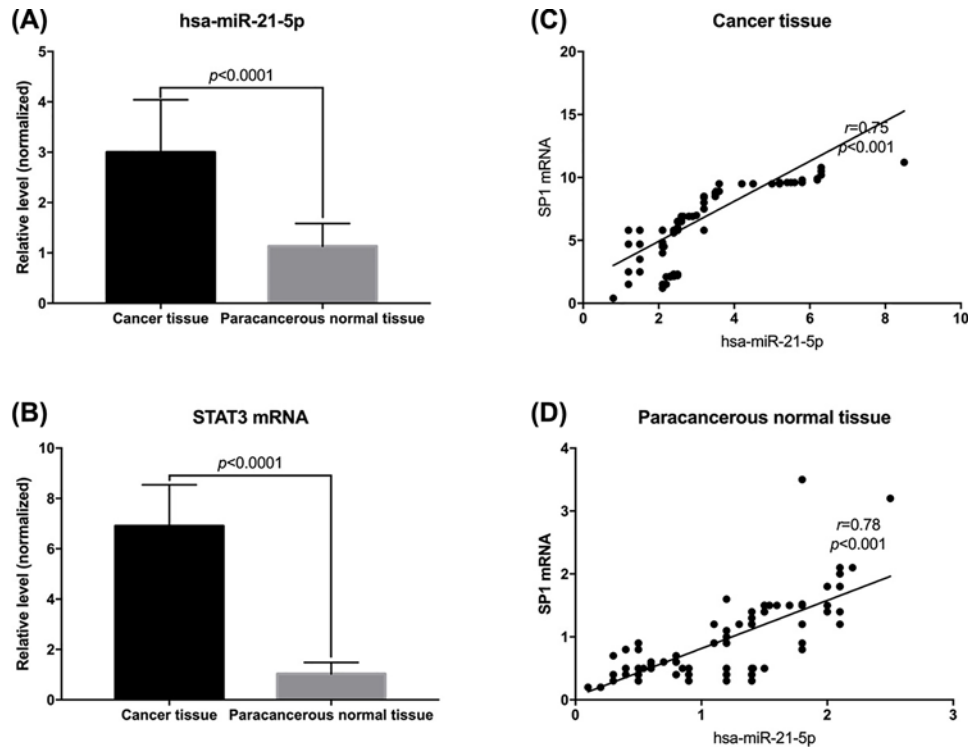 (A)
hsa-miR-21-5p
p<0.0001
Relative level (normalized)
5
4
3
2
1
0
Cancer tissue
Paracancerous normal tissue
(B)
STAT3 mRNA
p<0.0001
Relative level (normalized)
10
8
6
4
2
0
Cancer tissue
Paracancerous normal tissue
(C)
Cancer tissue
SP1 mRNA
20
15
10
5
0
r=0.75
p<0.001
0 2 4 6 8 10
hsa-miR-21-5p
(D)
Paracancerous normal tissue
SP1 mRNA
4
3
2
1
0
r=0.78
p<0.001
0 1 2 3
hsa-miR-21-5p